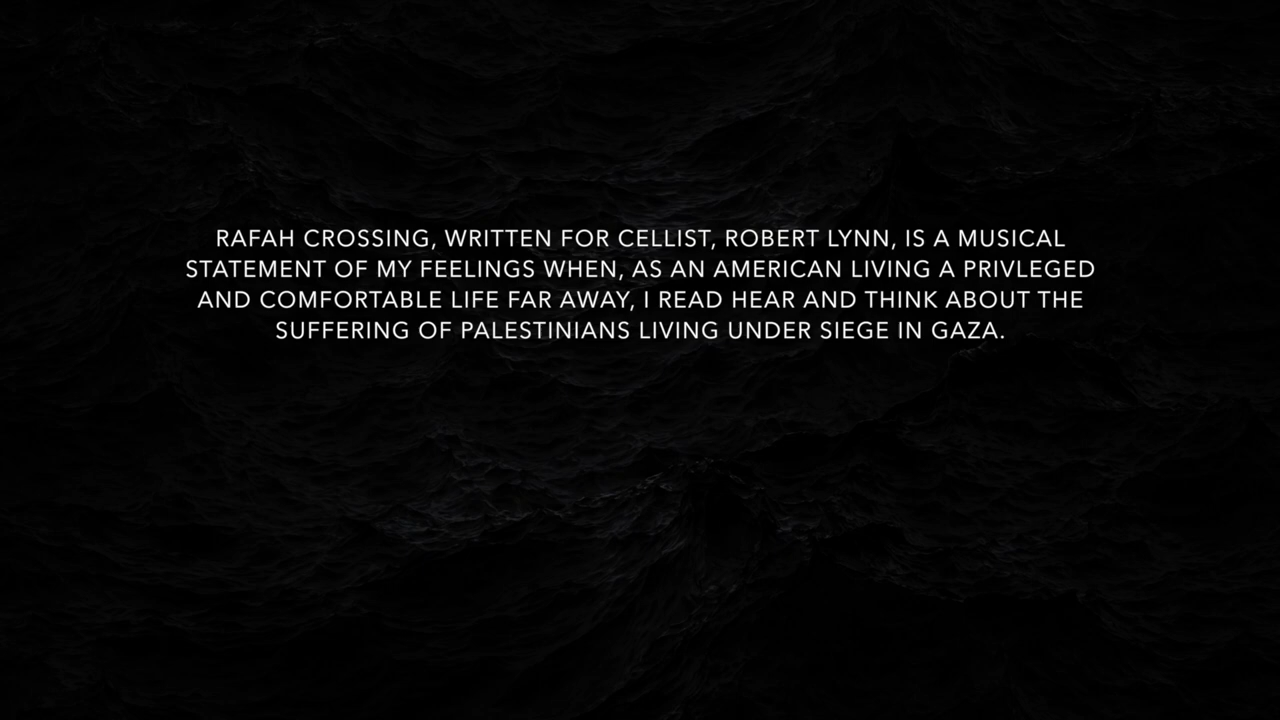 RAFAH CROSSING, WRITTEN FOR CELLIST, ROBERT LYNN, IS A MUSICAL
STATEMENT OF MY FEELINGS WHEN, AS AN AMERICAN LIVING A PRIVLEGED
AND COMFORTABLE LIFE FAR AWAY, I READ HEAR AND THINK ABOUT THE
SUFFERING OF PALESTINIANS LIVING UNDER SIEGE IN GAZA.